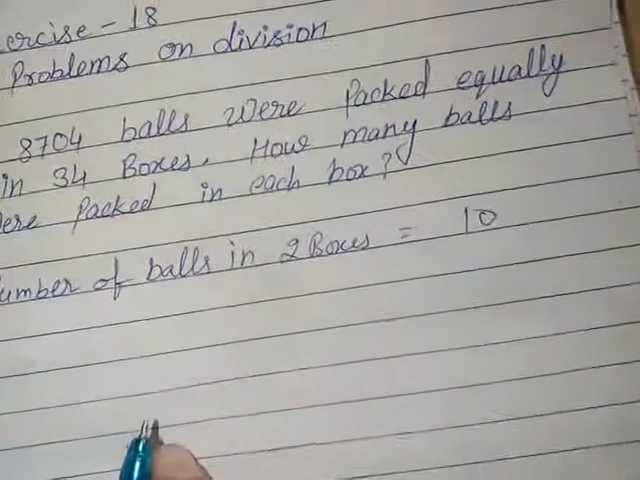 ercise - 18
Problems on division
8704 balls were Packed equally
in 34 Boxes. How many balls
ere Packed in each box?
umber of balls in 2 Boxes = 10